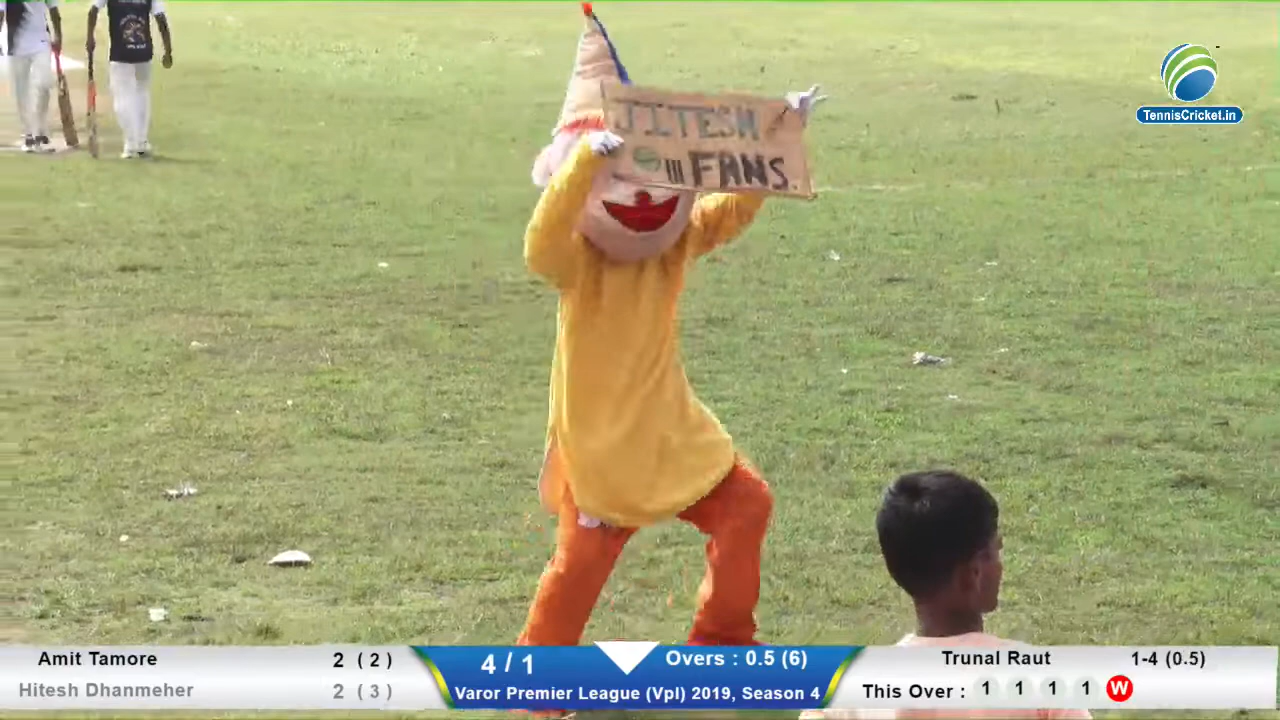 TennisCricket.in
JITESH
FANS.
Amit Tamore 2 (2)
Hitesh Dhanmeher 2 (3)
4 / 1
Overs : 0.5 (6)
Varor Premier League (Vpl) 2019, Season 4
Trunal Raut 1-4 (0.5)
This Over : 1 1 1 1 W